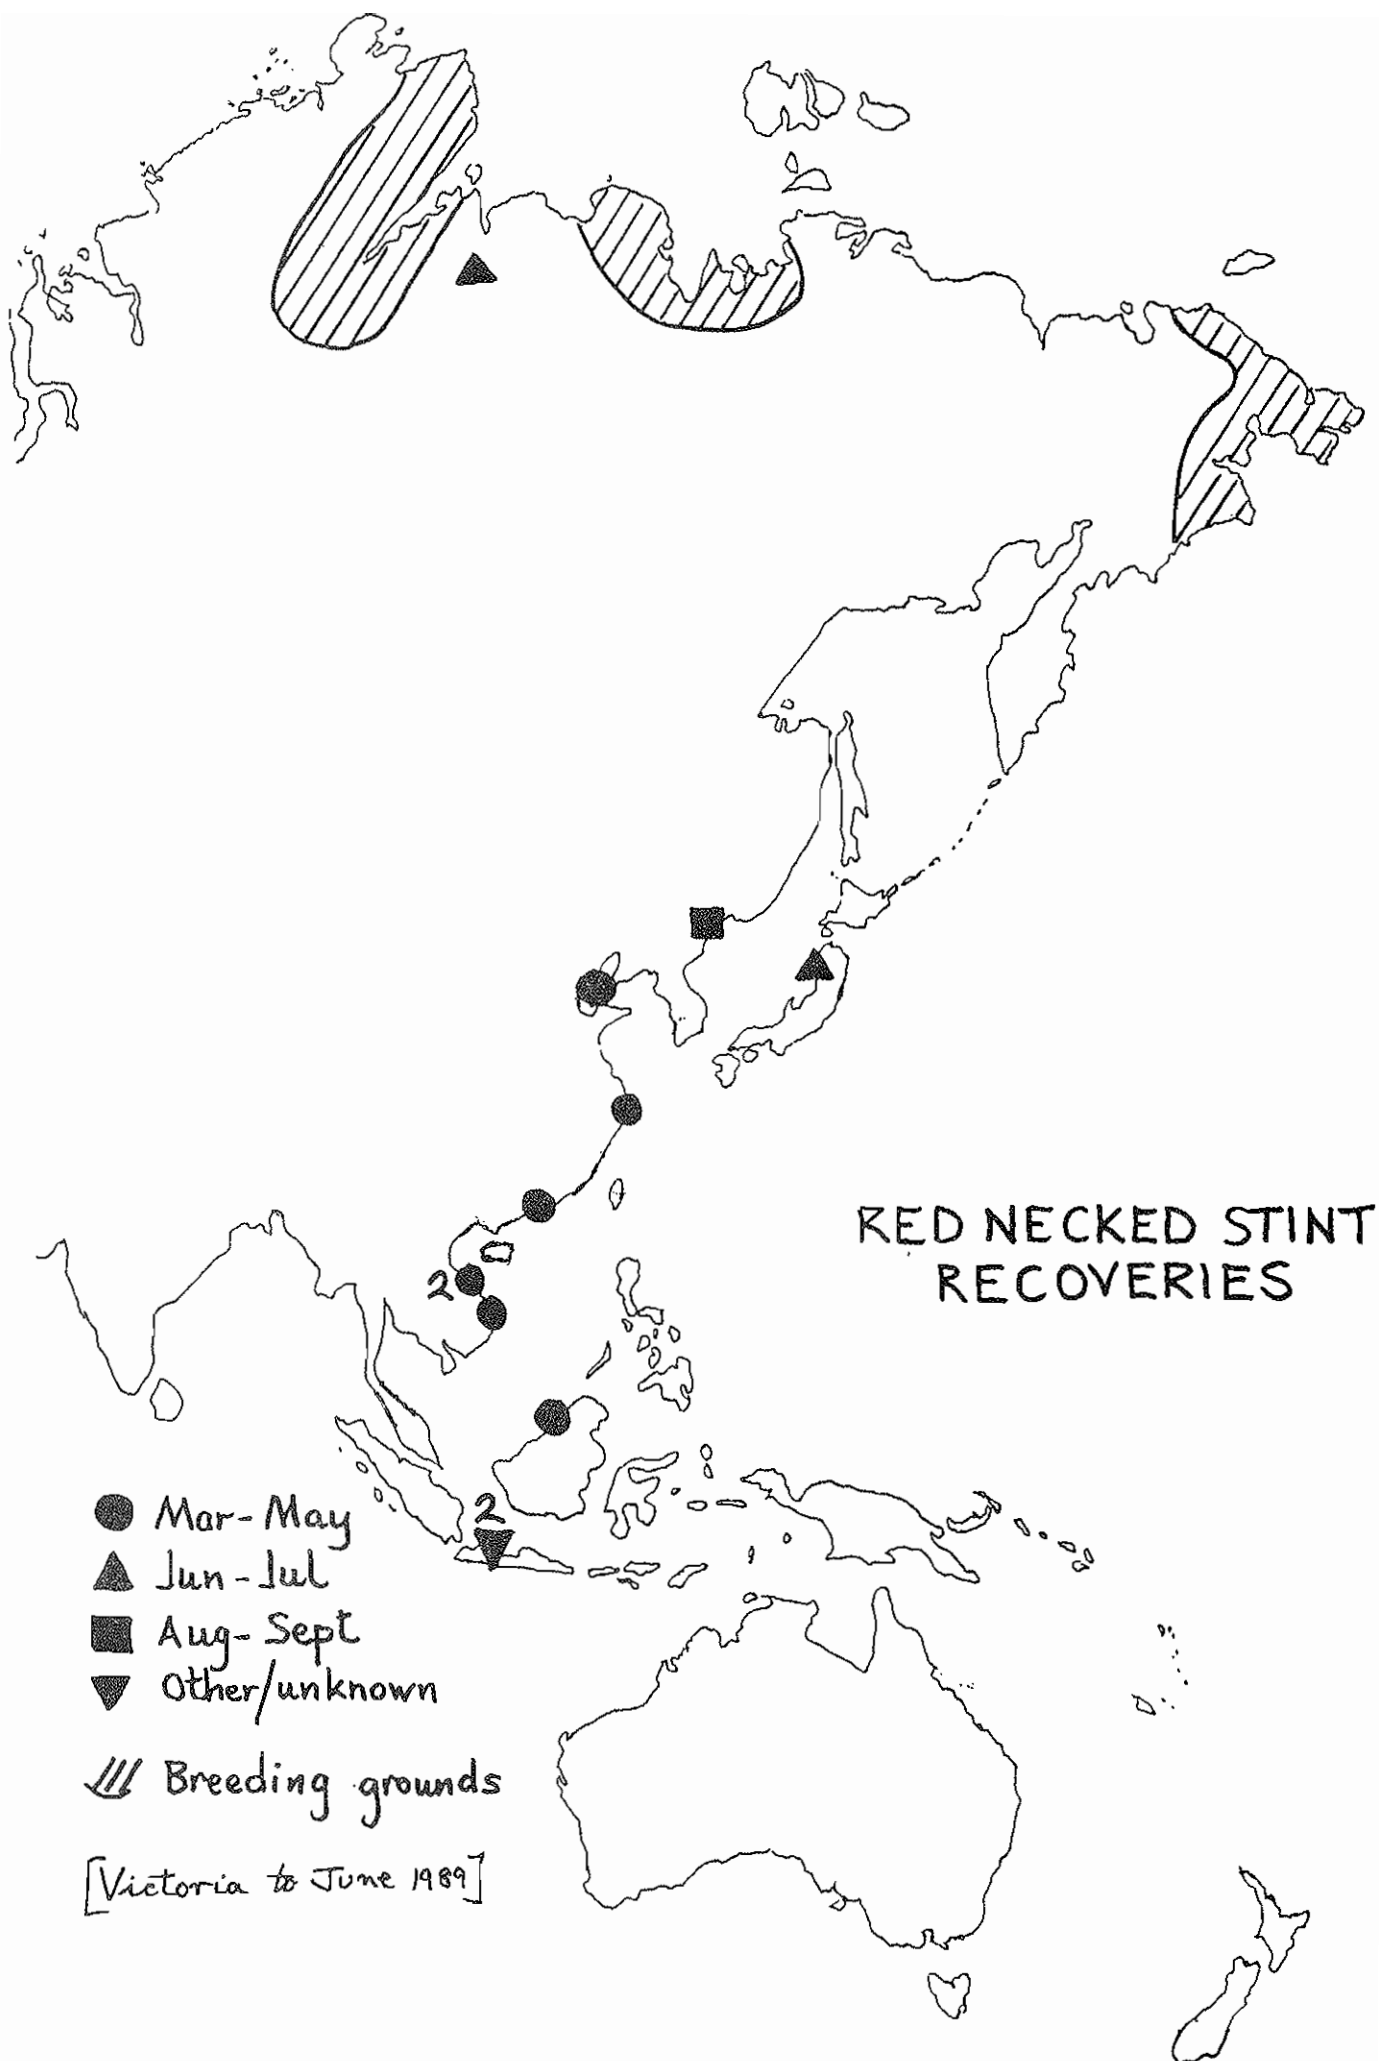 RED NECKED STINT
RECOVERIES
2
2
Mar-May
Jun-Jul
Aug-Sept
Other/unknown
Breeding grounds
[Victoria to June 1989]